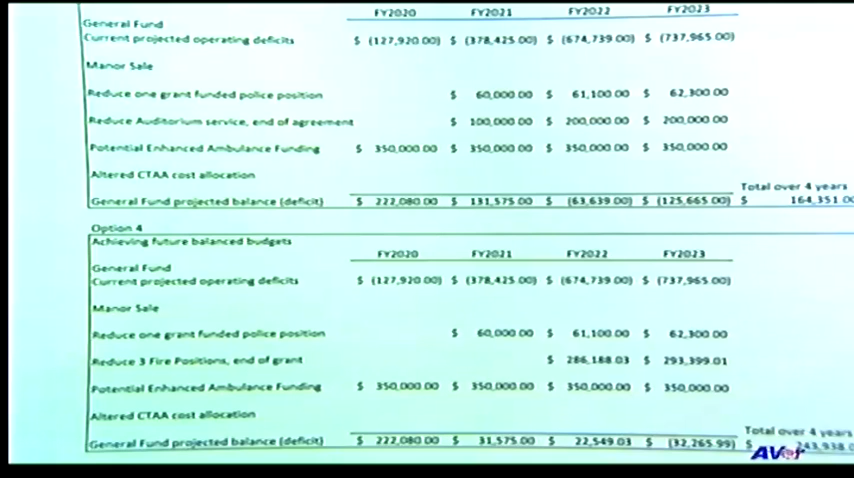 FY2020 FY2021 FY2022 FY2023
General Fund
Current projected operating deficits $ (127,920.00) $ (378,425.00) $ (674,739.00) $ (737,965.00)
Manor Sale
Reduce one grant funded police position $ 60,000.00 $ 61,100.00 $ 62,300.00
Reduce Auditorium service, end of agreement $ 100,000.00 $ 200,000.00 $ 200,000.00
Potential Enhanced Ambulance Funding $ 350,000.00 $ 350,000.00 $ 350,000.00 $ 350,000.00
Altered CTAA cost allocation
Total over 4 years
General Fund projected balance (deficit) $ 222,080.00 $ 131,575.00 $ (63,639.00) $ (125,665.00) $ 164,351.00
Option 4
Achieving future balanced budgets
FY2020 FY2021 FY2022 FY2023
General Fund
Current projected operating deficits $ (127,920.00) $ (378,425.00) $ (674,739.00) $ (737,965.00)
Manor Sale
Reduce one grant funded police position $ 60,000.00 $ 61,100.00 $ 62,300.00
Reduce 3 Fire Positions, end of grant $ 286,188.03 $ 293,399.01
Potential Enhanced Ambulance Funding $ 350,000.00 $ 350,000.00 $ 350,000.00 $ 350,000.00
Altered CTAA cost allocation
Total over 4 years
General Fund projected balance (deficit) $ 222,080.00 $ 31,575.00 $ 22,549.03 $ (32,265.99) $ 243,938.0
AVer